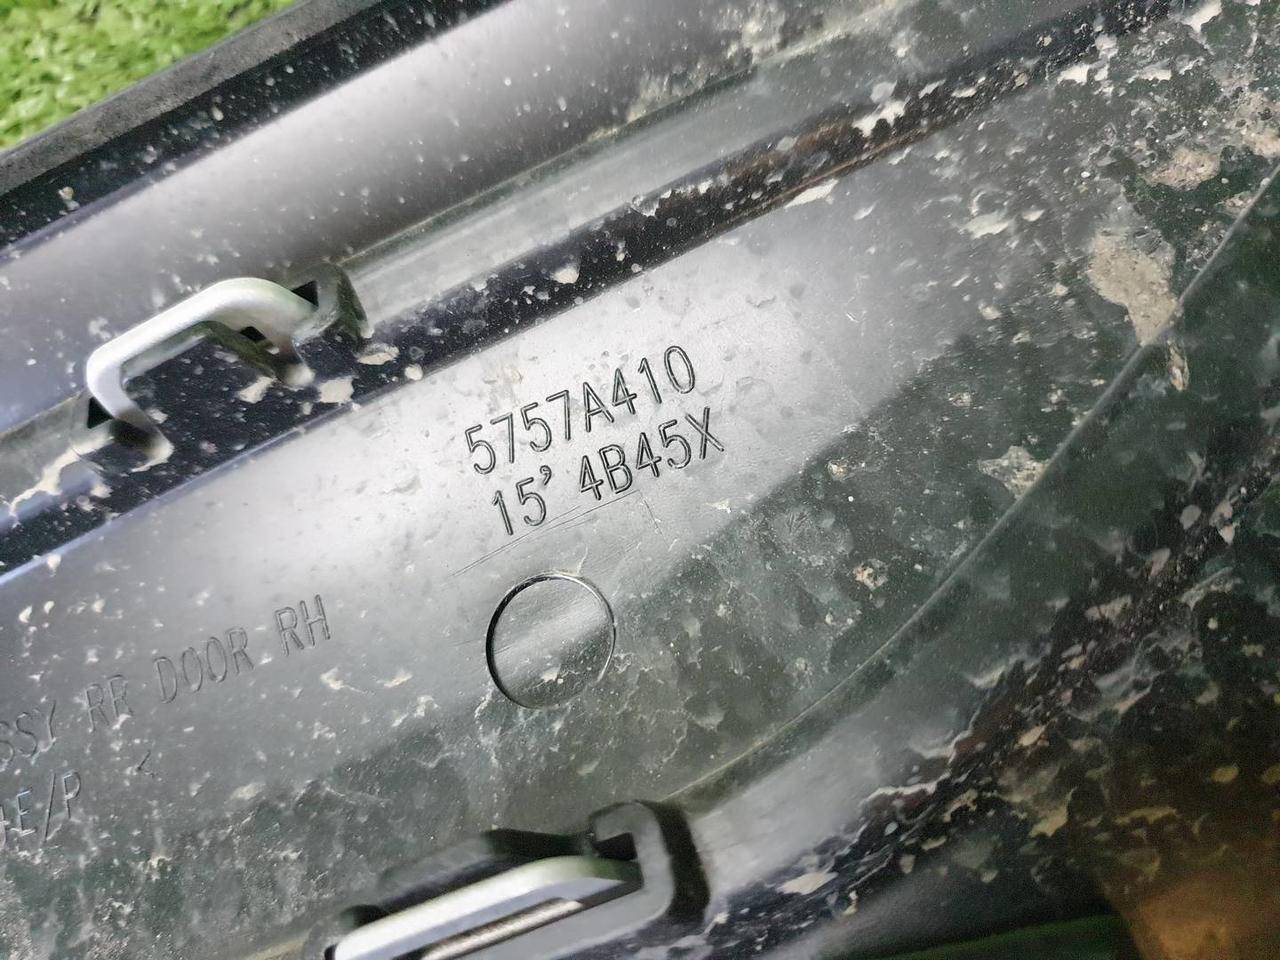 5757A410
15' 4B45X
SSY RR DOOR RH
+E/P <